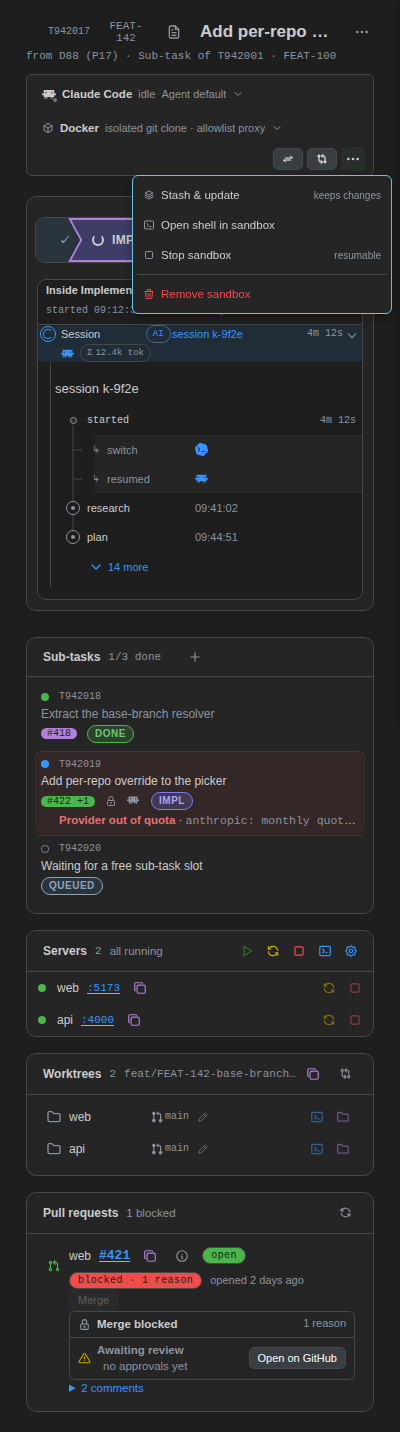 T942017 FEAT-142 Add per-repo …
from D88 (P17) · Sub-task of T942001 · FEAT-100
Claude Code idle Agent default
Docker isolated git clone · allowlist proxy
Stash & update keeps changes
Open shell in sandbox
Stop sandbox resumable
Remove sandbox
IMP
Inside Implemen
started 09:12:
Session AI session k-9f2e 4m 12s
Σ 12.4k tok
session k-9f2e
started 4m 12s
↳ switch
↳ resumed
research 09:41:02
plan 09:44:51
14 more
Sub-tasks 1/3 done
T942018
Extract the base-branch resolver
#418 DONE
T942019
Add per-repo override to the picker
#422 +1 IMPL
Provider out of quota · anthropic: monthly quot…
T942020
Waiting for a free sub-task slot
QUEUED
Servers 2 all running
web :5173
api :4000
Worktrees 2 feat/FEAT-142-base-branch…
web main
api main
Pull requests 1 blocked
web #421 open
blocked · 1 reason opened 2 days ago
Merge
Merge blocked 1 reason
Awaiting review
no approvals yet
Open on GitHub
2 comments